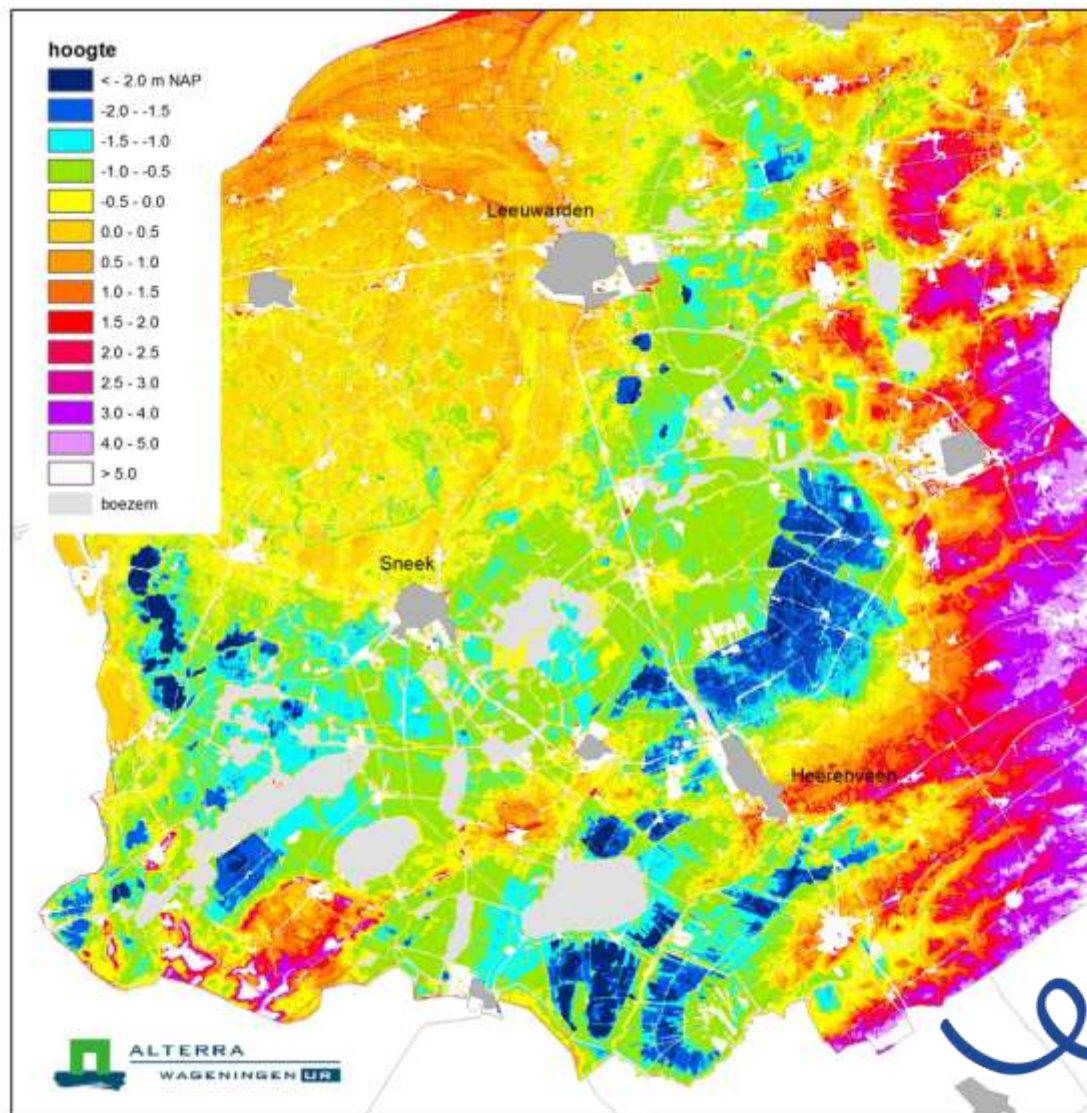 hoogte
< - 2.0 m NAP
-2.0 - -1.5
-1.5 - -1.0
-1.0 - -0.5
-0.5 - 0.0
0.0 - 0.5
0.5 - 1.0
1.0 - 1.5
1.5 - 2.0
2.0 - 2.5
2.5 - 3.0
3.0 - 4.0
4.0 - 5.0
> 5.0
boezem
Leeuwarden
Sneek
Heerenveen
ALTERRA
WAGENINGEN UR